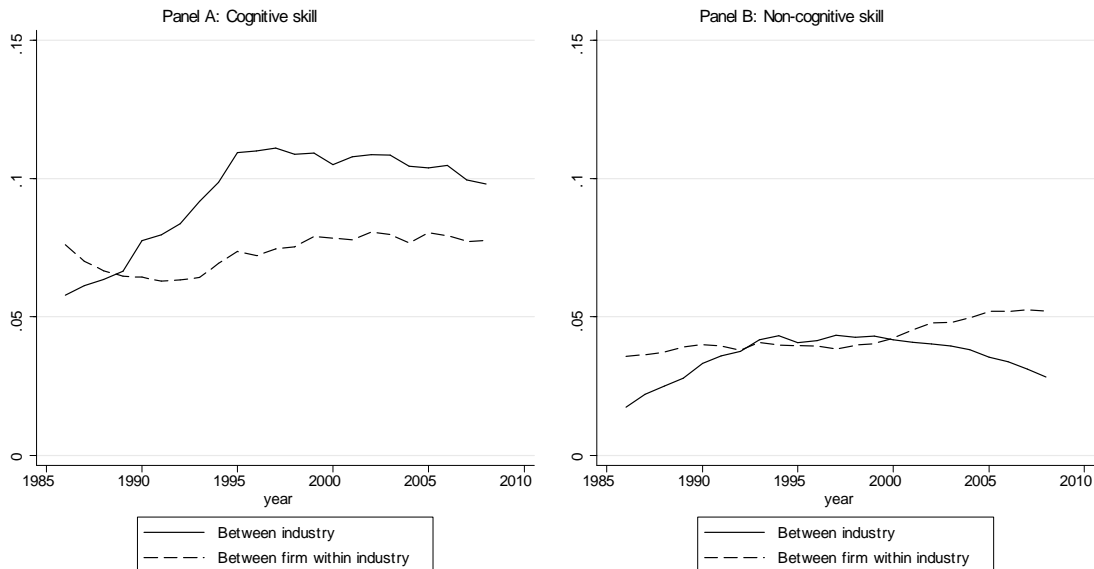 Panel A: Cognitive skill
.15
.1
.05
0
1985 1990 1995 2000 2005 2010
year
Between industry
Between firm within industry
Panel B: Non-cognitive skill
.15
.1
.05
0
1985 1990 1995 2000 2005 2010
year
Between industry
Between firm within industry